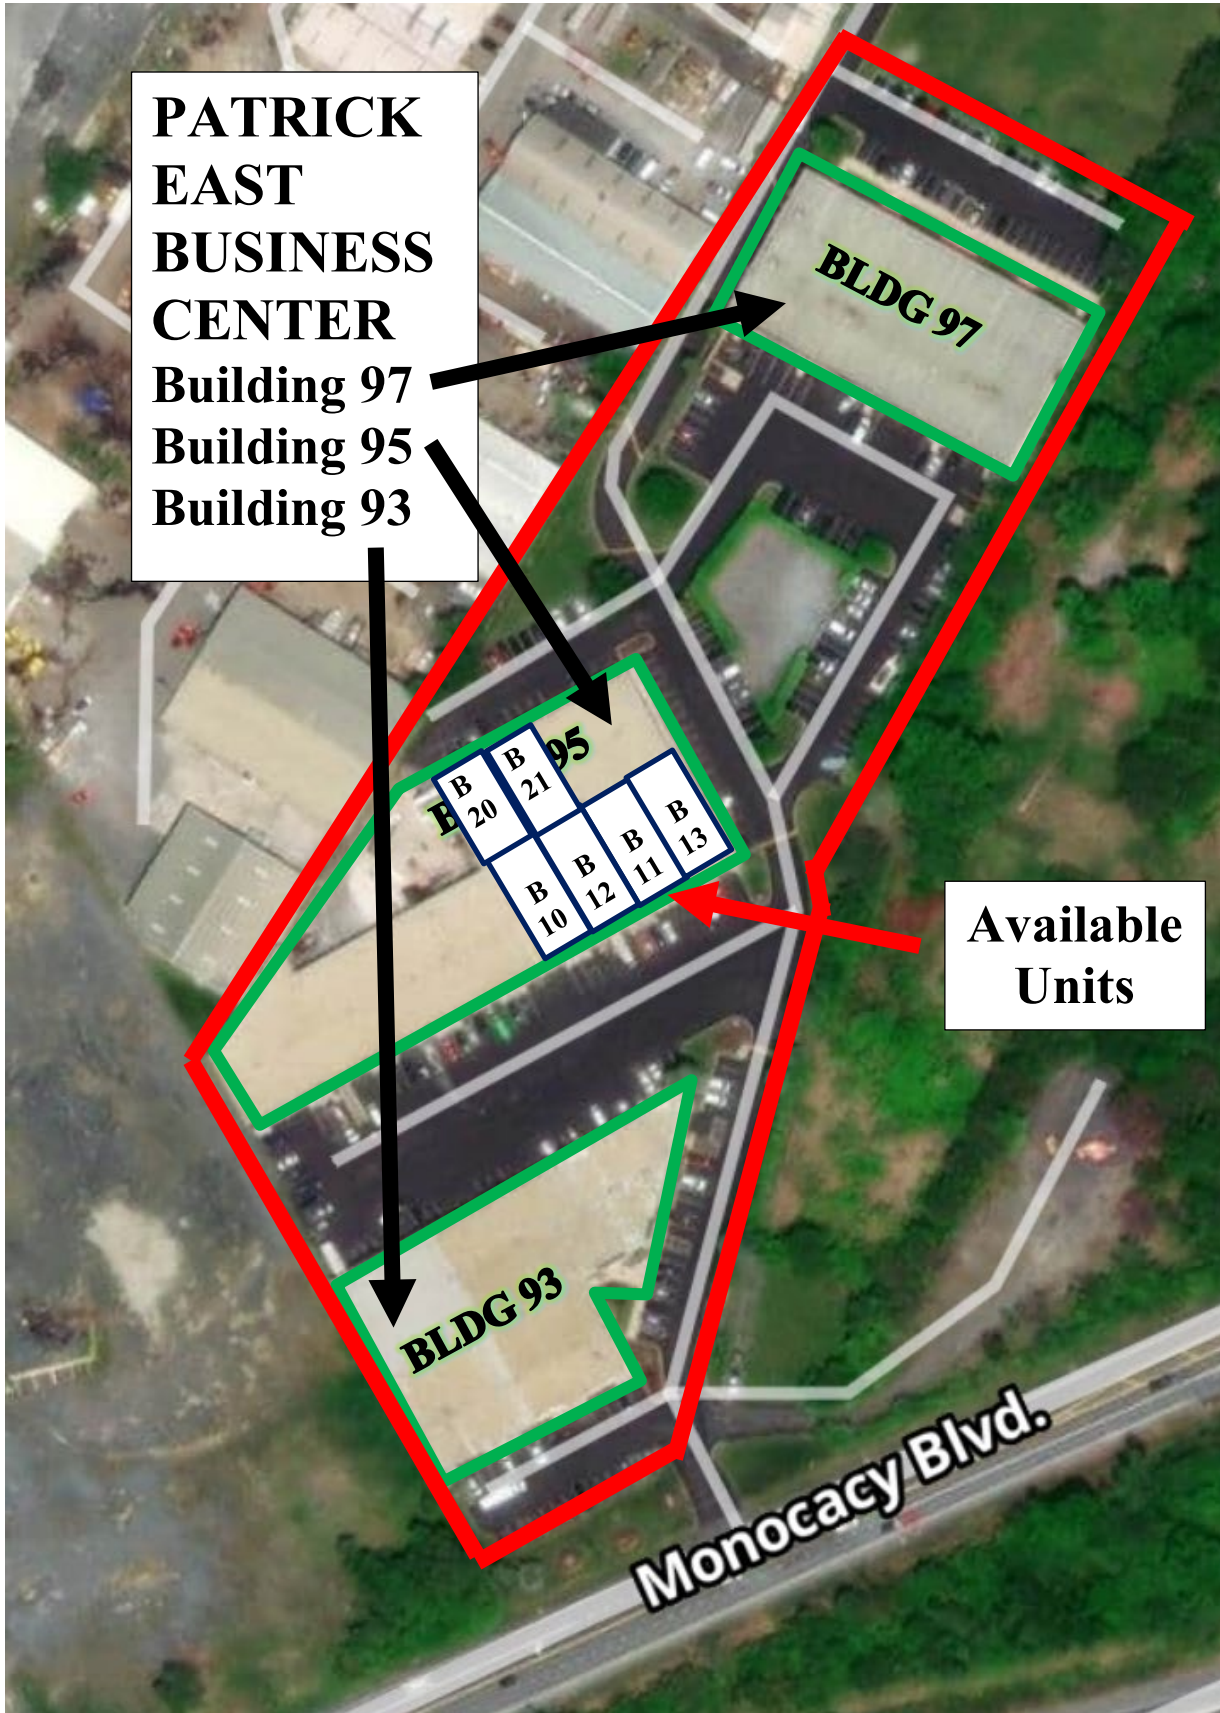 PATRICK
EAST
BUSINESS
CENTER
Building 97
Building 95
Building 93
BLDG 97
95
B
20
B
21
B
13
B
11
B
12
B
10
Available
Units
BLDG 93
Monocacy Blvd.